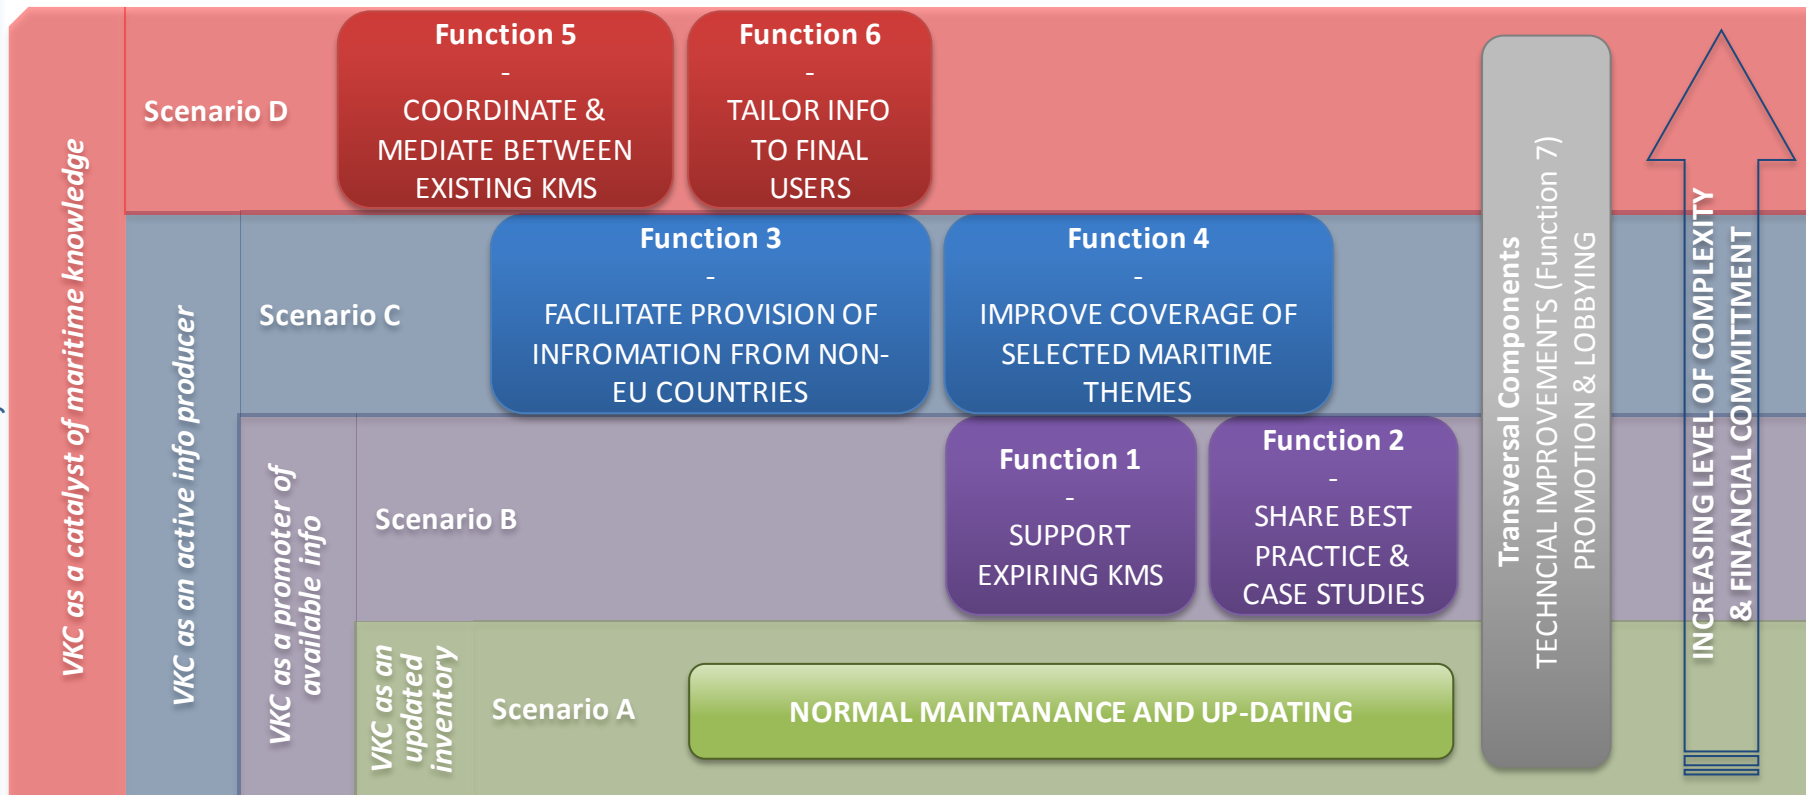 VKC as a catalyst of maritime knowledge
Scenario D
Function 5
-
COORDINATE &
MEDIATE BETWEEN
EXISTING KMS
Function 6
-
TAILOR INFO
TO FINAL
USERS
VKC as an active info producer
Scenario C
Function 3
-
FACILITATE PROVISION OF
INFROMATION FROM NON-
EU COUNTRIES
Function 4
-
IMPROVE COVERAGE OF
SELECTED MARITIME
THEMES
VKC as a promoter of
available info
Scenario B
Function 1
-
SUPPORT
EXPIRING KMS
Function 2
-
SHARE BEST
PRACTICE &
CASE STUDIES
VKC as an
updated
inventory
Scenario A
NORMAL MAINTANANCE AND UP-DATING
Transversal Components
TECHNCIAL IMPROVEMENTS (Function 7)
PROMOTION & LOBBYING
INCREASING LEVEL OF COMPLEXITY
& FINANCIAL COMMITTMENT